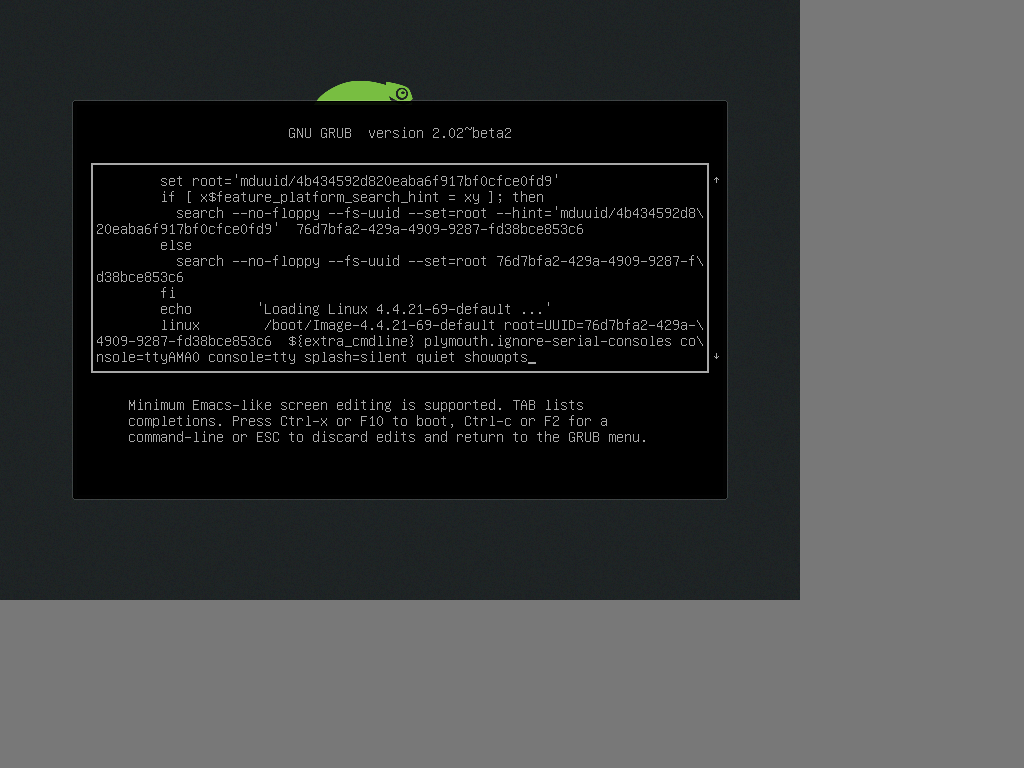 GNU GRUB  version 2.02~beta2
set root='mduuid/4b434592d820eaba6f917bf0cfce0fd9'
if [ x$feature_platform_search_hint = xy ]; then
search --no-floppy --fs-uuid --set=root --hint='mduuid/4b434592d8\
20eaba6f917bf0cfce0fd9'  76d7bfa2-429a-4909-9287-fd38bce853c6
else
search --no-floppy --fs-uuid --set=root 76d7bfa2-429a-4909-9287-f\
d38bce853c6
fi
echo        'Loading Linux 4.4.21-69-default ...'
linux        /boot/Image-4.4.21-69-default root=UUID=76d7bfa2-429a-\
4909-9287-fd38bce853c6  ${extra_cmdline} plymouth.ignore-serial-consoles co\
nsole=ttyAMA0 console=tty splash=silent quiet showopts_
Minimum Emacs-like screen editing is supported. TAB lists
completions. Press Ctrl-x or F10 to boot, Ctrl-c or F2 for a
command-line or ESC to discard edits and return to the GRUB menu.